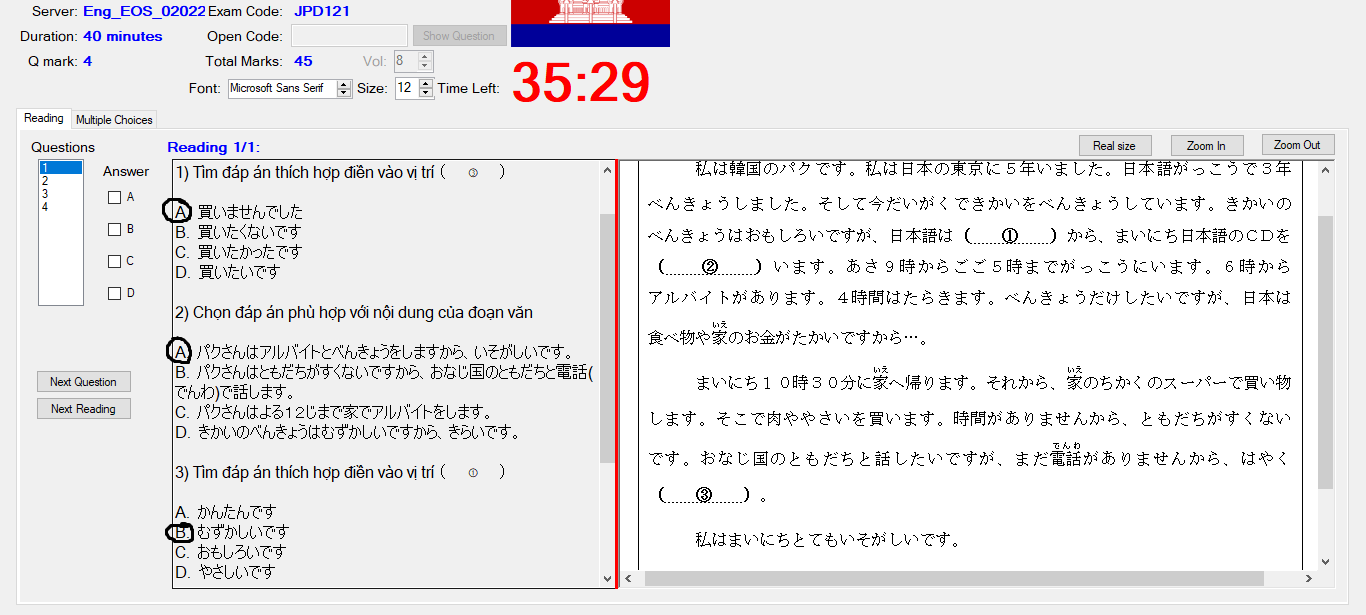 Server: Eng_EOS_02022 Exam Code: JPD121
Duration: 40 minutes Open Code: Show Question
Q mark: 4 Total Marks: 45 Vol: 8
Font: Microsoft Sans Serif Size: 12 Time Left: 35:29
Reading Multiple Choices
Questions
1
2
3
4
Answer
A
B
C
D
Next Question
Next Reading
Reading 1/1:
Real size Zoom In Zoom Out
1) Tìm đáp án thích hợp điền vào vị trí ( ③ )
A. 買いませんでした
B. 買いたくないです
C. 買いたかったです
D. 買いたいです
2) Chọn đáp án phù hợp với nội dung của đoạn văn
A. パクさんはアルバイトとべんきょうをしますから、いそがしいです。
B. パクさんはともだちがすくないですから、おなじ国のともだちと電話(
でんわ)で話します。
C. パクさんはよる12じまで家でアルバイトをします。
D. きかいのべんきょうはむずかしいですから、きらいです。
3) Tìm đáp án thích hợp điền vào vị trí ( ① )
A. かんたんです
B. むずかしいです
C. おもしろいです
D. やさしいです
私は韓国のパクです。私は日本の東京に５年いました。日本語がっこうで３年
べんきょうしました。そして今だいがくできかいをべんきょうしています。きかいの
べんきょうはおもしろいですが、日本語は（......①......）から、まいにち日本語のＣＤを
（......②......）います。あさ９時からごご５時までがっこうにいます。６時から
アルバイトがあります。４時間はたらきます。べんきょうだけしたいですが、日本は
食べ物や家(いえ)のお金がたかいですから…。
まいにち１０時３０分に家(いえ)へ帰ります。それから、家(いえ)のちかくのスーパーで買い物
します。そこで肉ややさいを買います。時間がありませんから、ともだちがすくない
です。おなじ国のともだちと話したいですが、まだ電話(でんわ)がありませんから、はやく
（......③......）。
私はまいにちとてもいそがしいです。